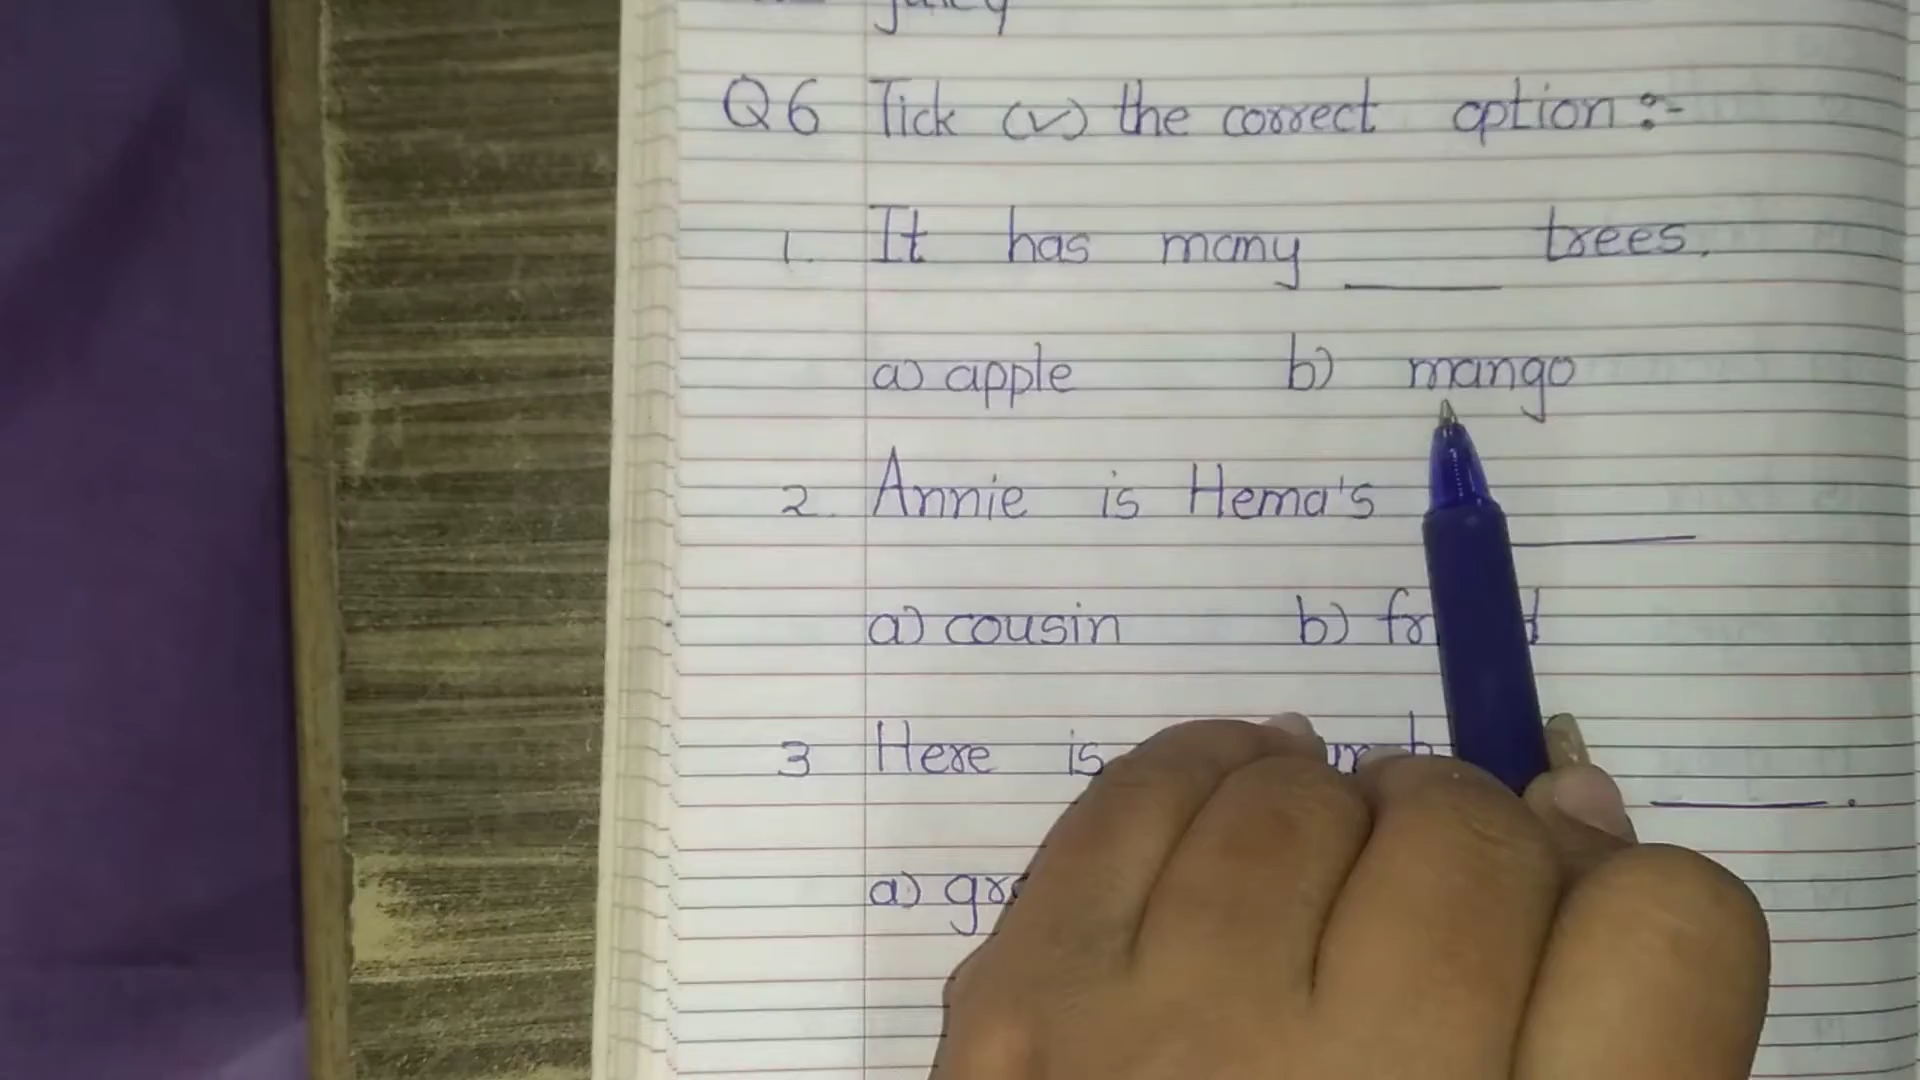 juicy
Q6 Tick (✓) the correct option :-
1. It has many ____ trees.
a) apple b) mango
2. Annie is Hema's ____
a) cousin b)
3 Here is ____ .
a)